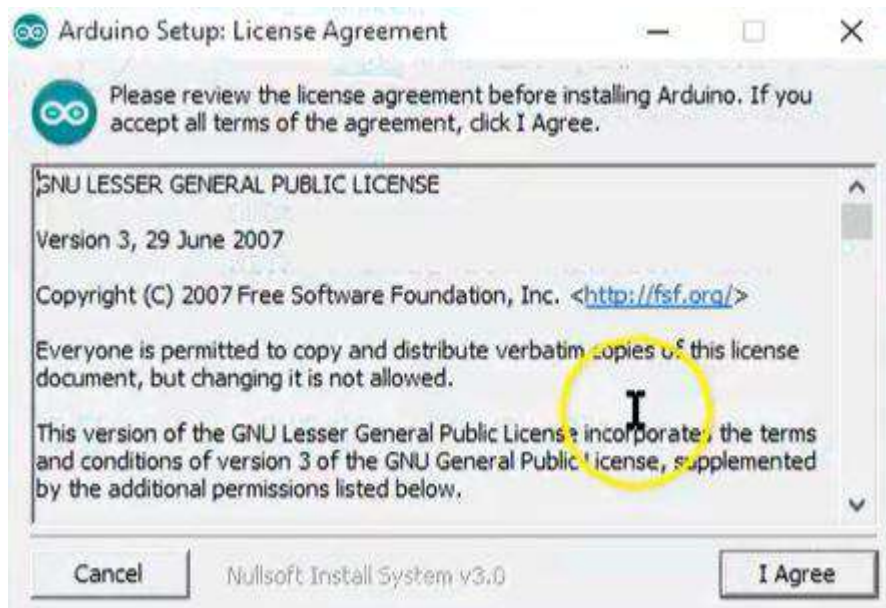 Arduino Setup: License Agreement
Please review the license agreement before installing Arduino. If you
accept all terms of the agreement, click I Agree.
GNU LESSER GENERAL PUBLIC LICENSE
Version 3, 29 June 2007
Copyright (C) 2007 Free Software Foundation, Inc. <http://fsf.org/>
Everyone is permitted to copy and distribute verbatim copies of this license
document, but changing it is not allowed.
This version of the GNU Lesser General Public License incorporates the terms
and conditions of version 3 of the GNU General Public License, supplemented
by the additional permissions listed below.
Cancel Nullsoft Install System v3.0 I Agree